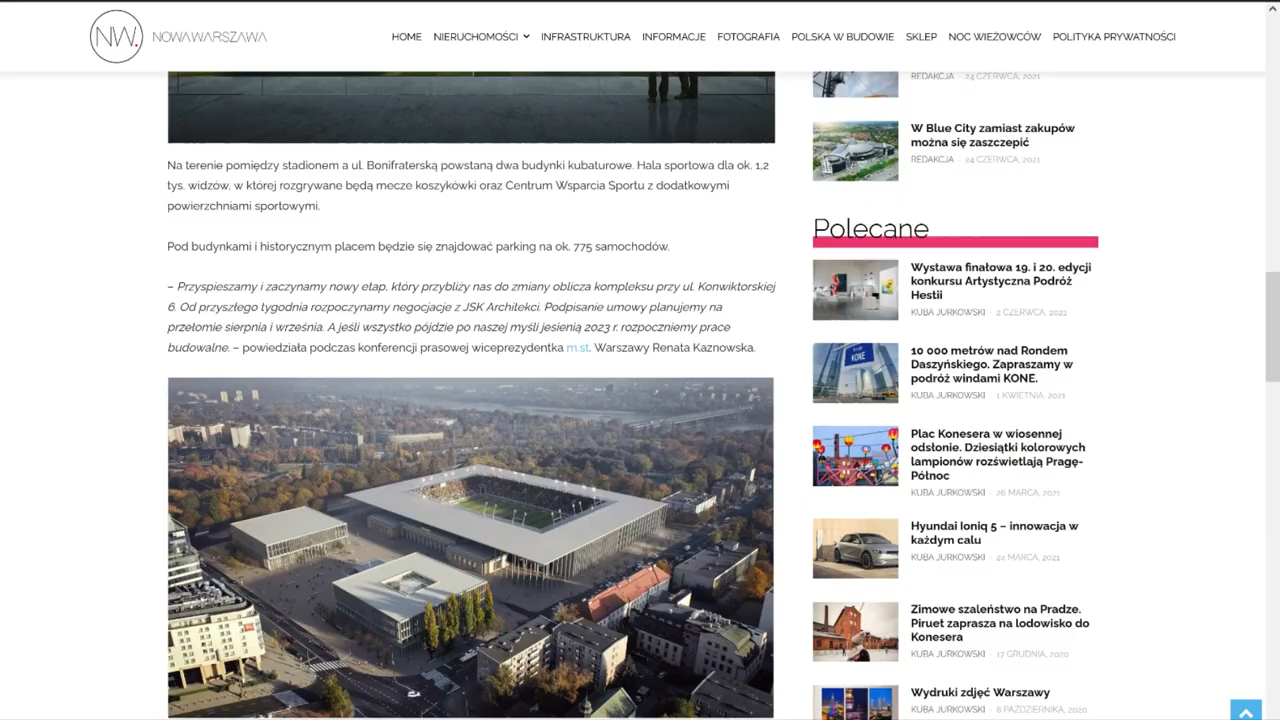 NW. NOWAWARSZAWA
HOME NIERUCHOMOŚCI INFRASTRUKTURA INFORMACJE FOTOGRAFIA POLSKA W BUDOWIE SKLEP NOC WIEŻOWCÓW POLITYKA PRYWATNOŚCI
Na terenie pomiędzy stadionem a ul. Bonifraterską powstaną dwa budynki kubaturowe. Hala sportowa dla ok. 1,2
tys. widzów, w której rozgrywane będą mecze koszykówki oraz Centrum Wsparcia Sportu z dodatkowymi
powierzchniami sportowymi.
Pod budynkami i historycznym placem będzie się znajdować parking na ok. 775 samochodów.
– Przyspieszamy i zaczynamy nowy etap, który przybliży nas do zmiany oblicza kompleksu przy ul. Konwiktorskiej
6. Od przyszłego tygodnia rozpoczynamy negocjacje z JSK Architekci. Podpisanie umowy planujemy na
przełomie sierpnia i września. A jeśli wszystko pójdzie po naszej myśli jesienią 2023 r. rozpoczniemy prace
budowalne. – powiedziała podczas konferencji prasowej wiceprezydentka m.st. Warszawy Renata Kaznowska.
REDAKCJA - 24 CZERWCA, 2021
W Blue City zamiast zakupów
można się zaszczepić
REDAKCJA - 24 CZERWCA, 2021
Polecane
Wystawa finałowa 19. i 20. edycji
konkursu Artystyczna Podróż
Hestii
KUBA JURKOWSKI - 2 CZERWCA, 2021
10 000 metrów nad Rondem
Daszyńskiego. Zapraszamy w
podróż windami KONE.
KUBA JURKOWSKI - 1 KWIETNIA, 2021
KONE
Plac Konesera w wiosennej
odsłonie. Dziesiątki kolorowych
lampionów rozświetlają Pragę-
Północ
KUBA JURKOWSKI - 26 MARCA, 2021
Hyundai Ioniq 5 – innowacja w
każdym calu
KUBA JURKOWSKI - 24 MARCA, 2021
Zimowe szaleństwo na Pradze.
Piruet zaprasza na lodowisko do
Konesera
KUBA JURKOWSKI - 17 GRUDNIA, 2020
Wydruki zdjęć Warszawy
KUBA JURKOWSKI - 8 PAŹDZIERNIKA, 2020